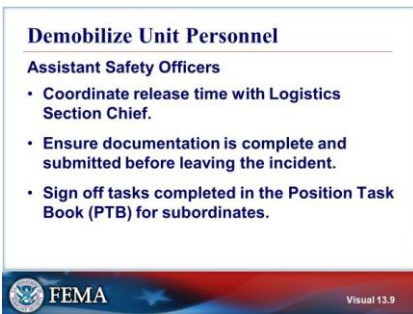 Demobilize Unit Personnel
Assistant Safety Officers
• Coordinate release time with Logistics
Section Chief.
• Ensure documentation is complete and
submitted before leaving the incident.
• Sign off tasks completed in the Position Task
Book (PTB) for subordinates.
FEMA
Visual 13.9